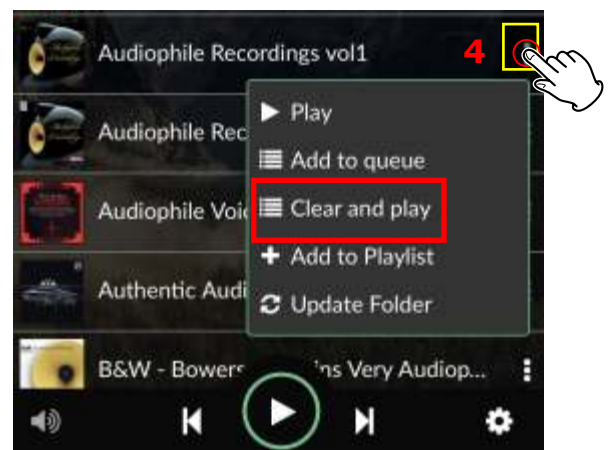 Audiophile Recordings vol1
4
Audiophile Rec
Play
Add to queue
Audiophile Voi
Clear and play
Add to Playlist
Authentic Audi
Update Folder
B&W - Bowers
ns Very Audiop...